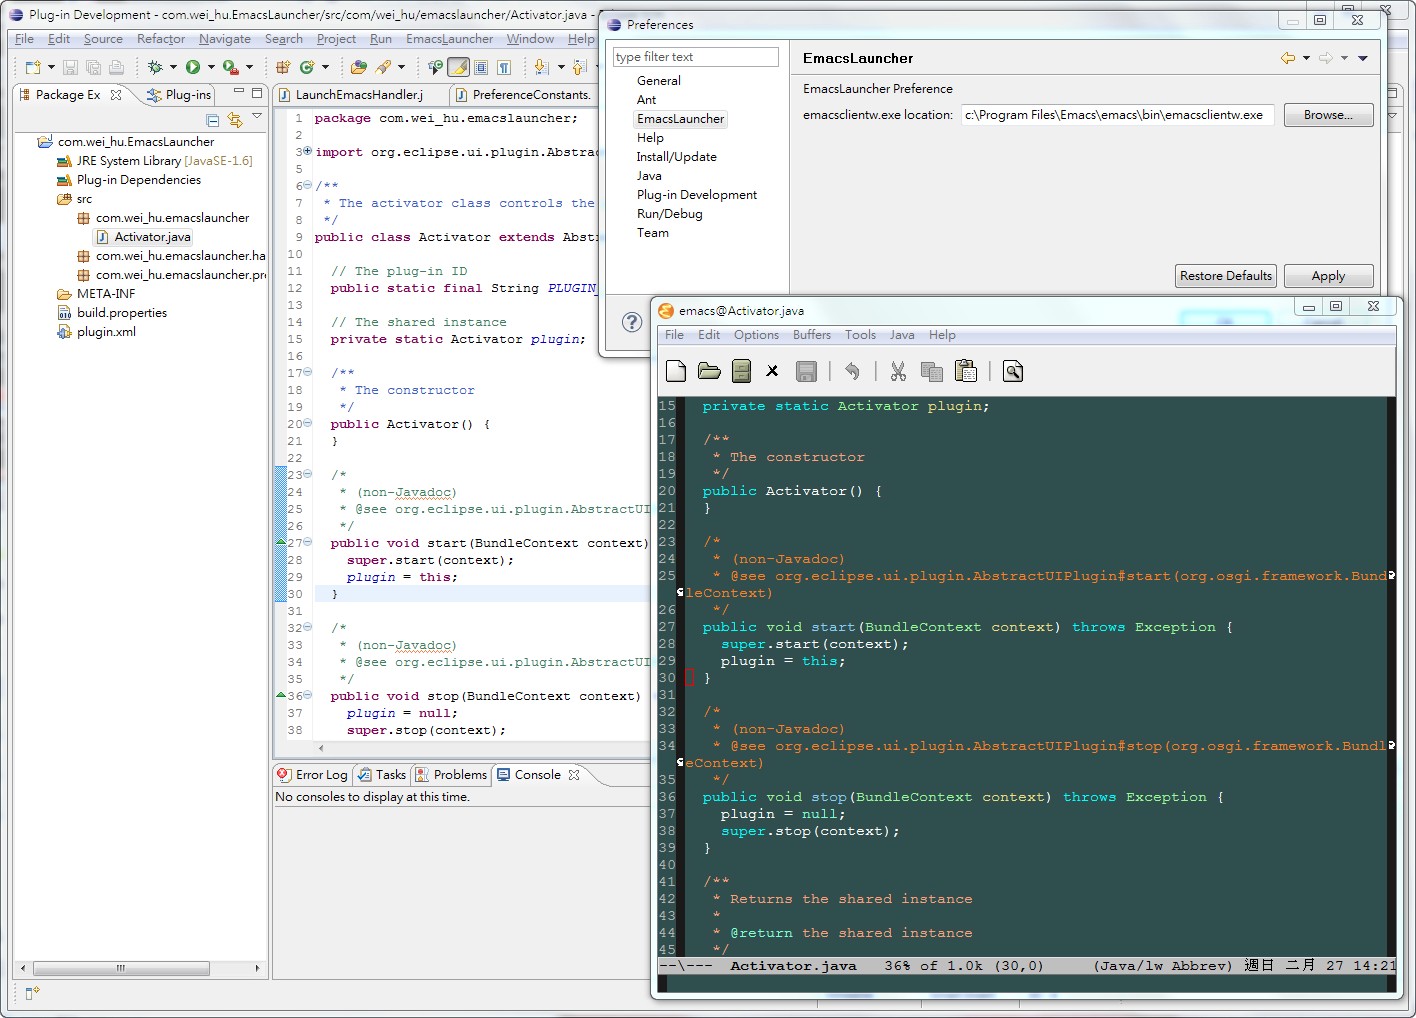 Plug-in Development - com.wei_hu.EmacsLauncher/src/com/wei_hu/emacslauncher/Activator.java -
File Edit Source Refactor Navigate Search Project Run EmacsLauncher Window Help
Package Ex
Plug-ins
com.wei_hu.EmacsLauncher
JRE System Library [JavaSE-1.6]
Plug-in Dependencies
src
com.wei_hu.emacslauncher
Activator.java
com.wei_hu.emacslauncher.ha
com.wei_hu.emacslauncher.pre
META-INF
build.properties
plugin.xml
LaunchEmacsHandler.j
PreferenceConstants.
1 package com.wei_hu.emacslauncher;
2
3 import org.eclipse.ui.plugin.Abstrac
5
6 /**
7 * The activator class controls the
8 */
9 public class Activator extends Abstr
10
11 // The plug-in ID
12 public static final String PLUGIN_
13
14 // The shared instance
15 private static Activator plugin;
16
17 /**
18 * The constructor
19 */
20 public Activator() {
21 }
22
23 /*
24 * (non-Javadoc)
25 * @see org.eclipse.ui.plugin.AbstractUI
26 */
27 public void start(BundleContext context)
28 super.start(context);
29 plugin = this;
30 }
31
32 /*
33 * (non-Javadoc)
34 * @see org.eclipse.ui.plugin.AbstractUI
35 */
36 public void stop(BundleContext context)
37 plugin = null;
38 super.stop(context);
Error Log Tasks Problems Console
No consoles to display at this time.
Preferences
type filter text
General
Ant
EmacsLauncher
Help
Install/Update
Java
Plug-in Development
Run/Debug
Team
EmacsLauncher
EmacsLauncher Preference
emacsclientw.exe location: c:\Program Files\Emacs\emacs\bin\emacsclientw.exe Browse...
Restore Defaults Apply
emacs@Activator.java
File Edit Options Buffers Tools Java Help
15 private static Activator plugin;
16
17 /**
18 * The constructor
19 */
20 public Activator() {
21 }
22
23 /*
24 * (non-Javadoc)
25 * @see org.eclipse.ui.plugin.AbstractUIPlugin#start(org.osgi.framework.Bund
leContext)
26 */
27 public void start(BundleContext context) throws Exception {
28 super.start(context);
29 plugin = this;
30 }
31
32 /*
33 * (non-Javadoc)
34 * @see org.eclipse.ui.plugin.AbstractUIPlugin#stop(org.osgi.framework.Bundl
eContext)
35 */
36 public void stop(BundleContext context) throws Exception {
37 plugin = null;
38 super.stop(context);
39 }
40
41 /**
42 * Returns the shared instance
43 *
44 * @return the shared instance
45 */
--\--- Activator.java 36% of 1.0k (30,0) (Java/lw Abbrev) 週日 二月 27 14:21